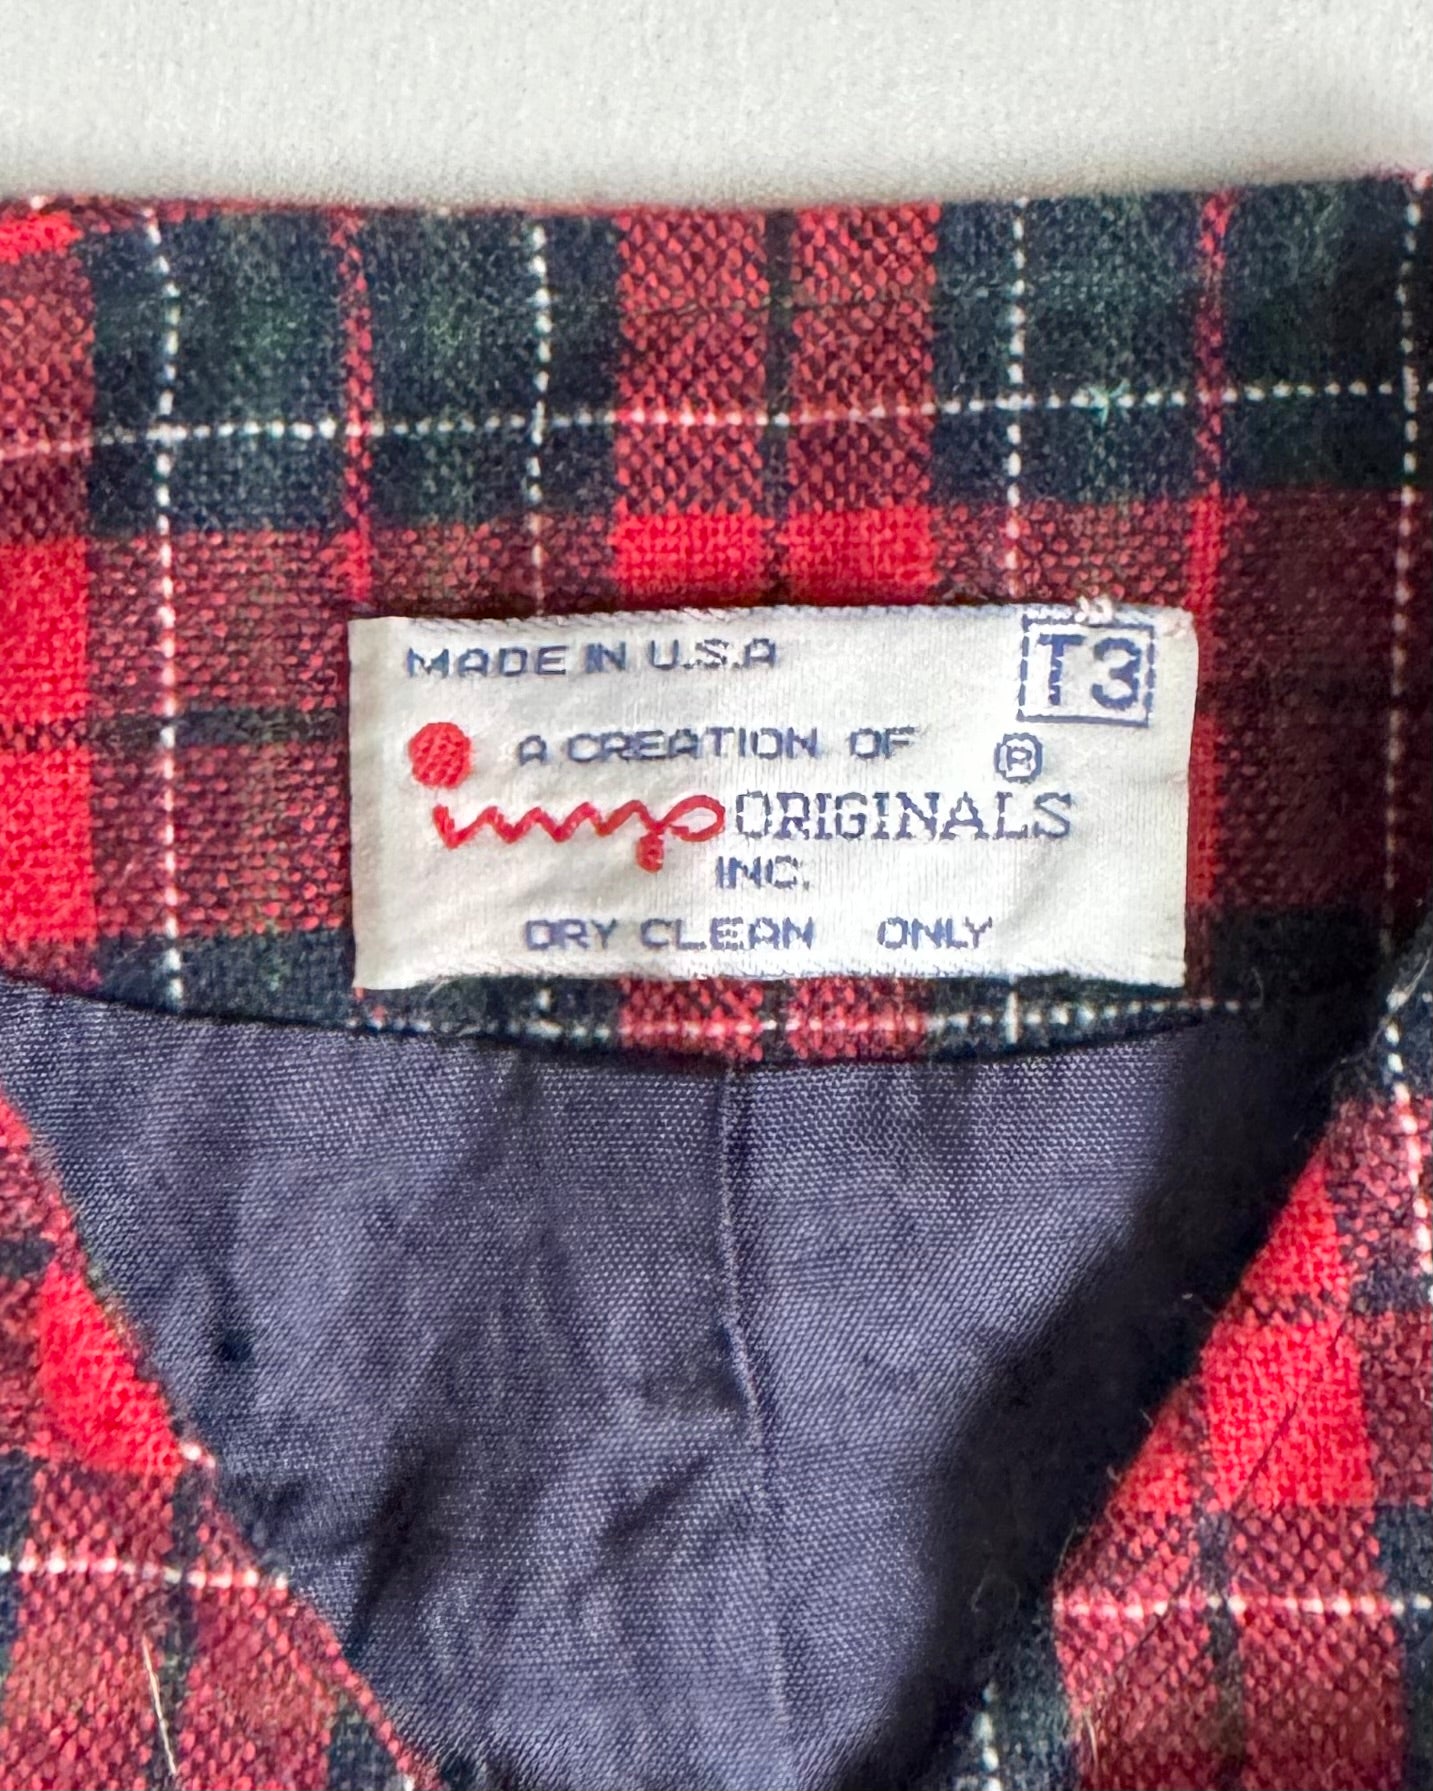 MADE IN U.S.A
T3
A CREATION OF ®
imp ORIGINALS
INC.
DRY CLEAN ONLY